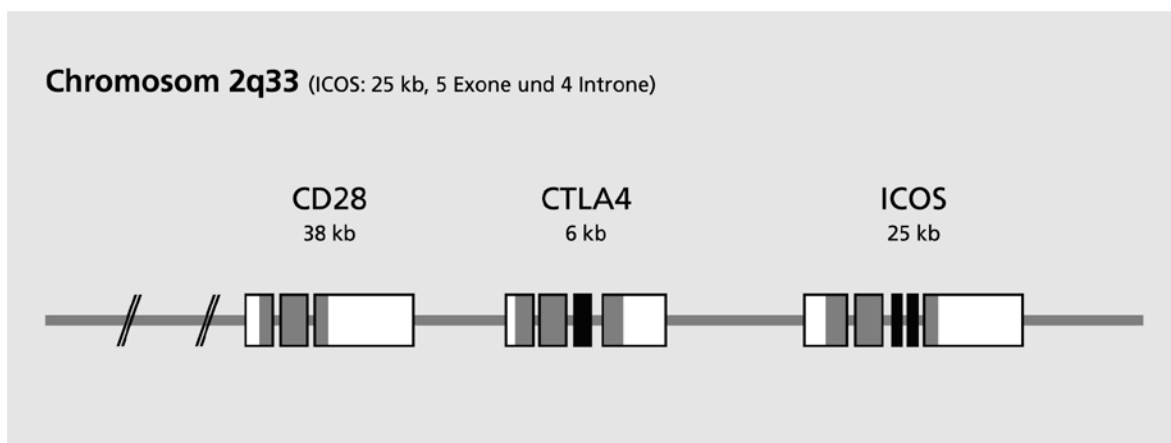 Chromosom 2q33 (ICOS: 25 kb, 5 Exone und 4 Introne)
CD28
38 kb
CTLA4
6 kb
ICOS
25 kb